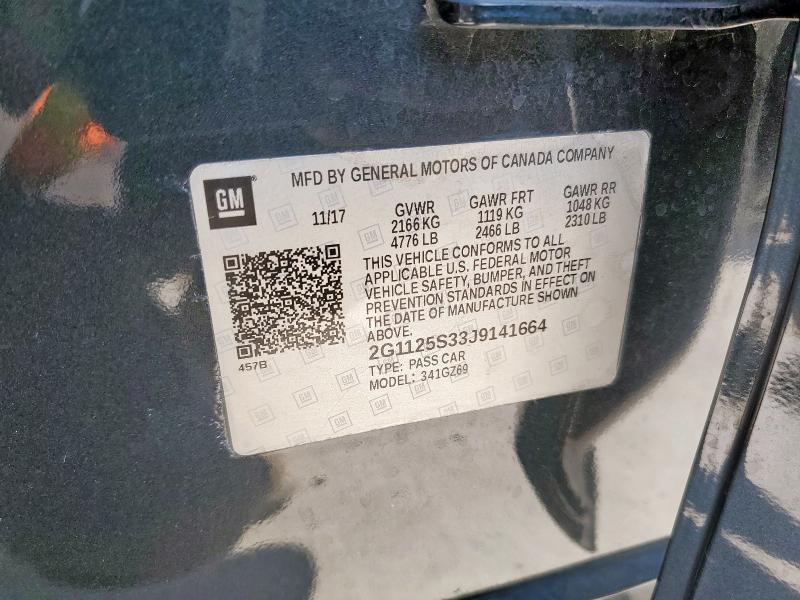 MFD BY GENERAL MOTORS OF CANADA COMPANY
GM
11/17
GVWR GAWR FRT GAWR RR
2166 KG 1119 KG 1048 KG
4776 LB 2466 LB 2310 LB
THIS VEHICLE CONFORMS TO ALL
APPLICABLE U.S. FEDERAL MOTOR
VEHICLE SAFETY, BUMPER, AND THEFT
PREVENTION STANDARDS IN EFFECT ON
THE DATE OF MANUFACTURE SHOWN
ABOVE.
457B
2G1125S33J9141664
TYPE: PASS CAR
MODEL: 341GZ69